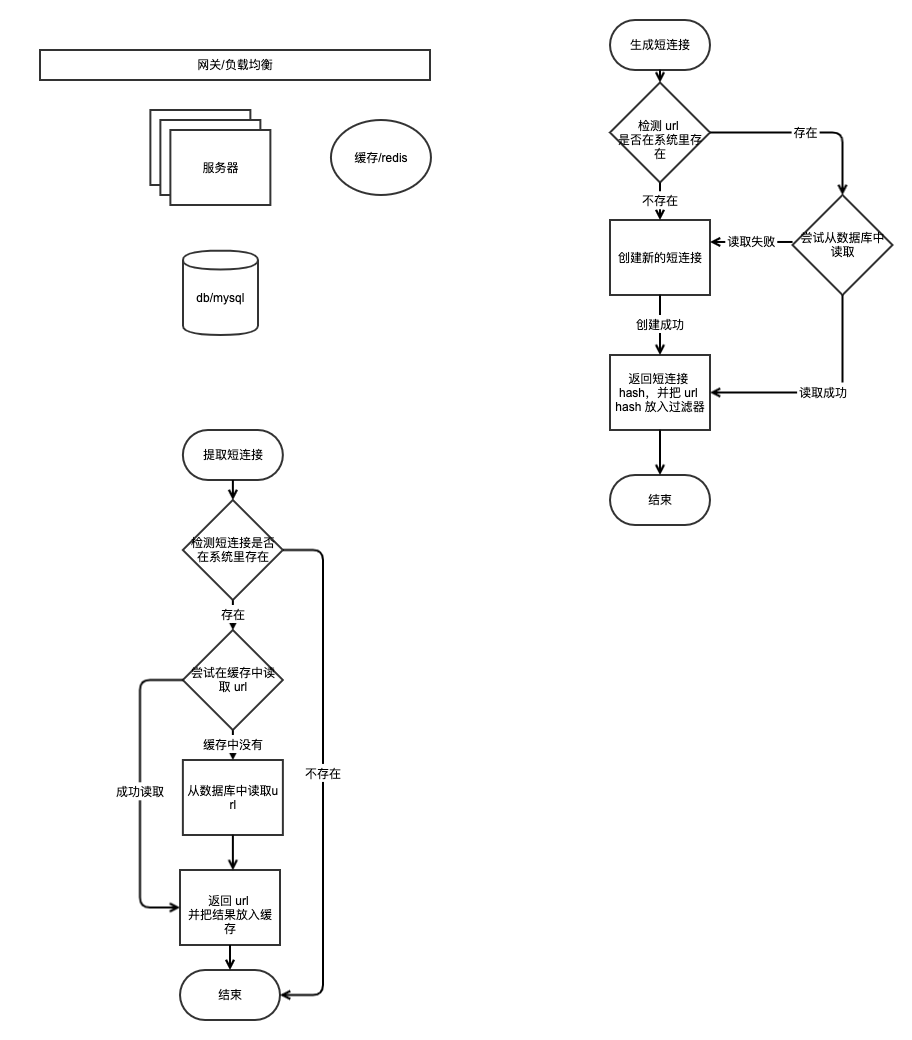 网关/负载均衡
服务器
缓存/redis
db/mysql
生成短连接
检测 url
是否在系统里存
在
存在
不存在
尝试从数据库中
读取
读取失败
创建新的短连接
创建成功
返回短连接
hash，并把 url
hash 放入过滤器
读取成功
结束
提取短连接
检测短连接是否
在系统里存在
存在
尝试在缓存中读
取 url
缓存中没有
不存在
成功读取
从数据库中读取u
rl
返回 url
并把结果放入缓
存
结束